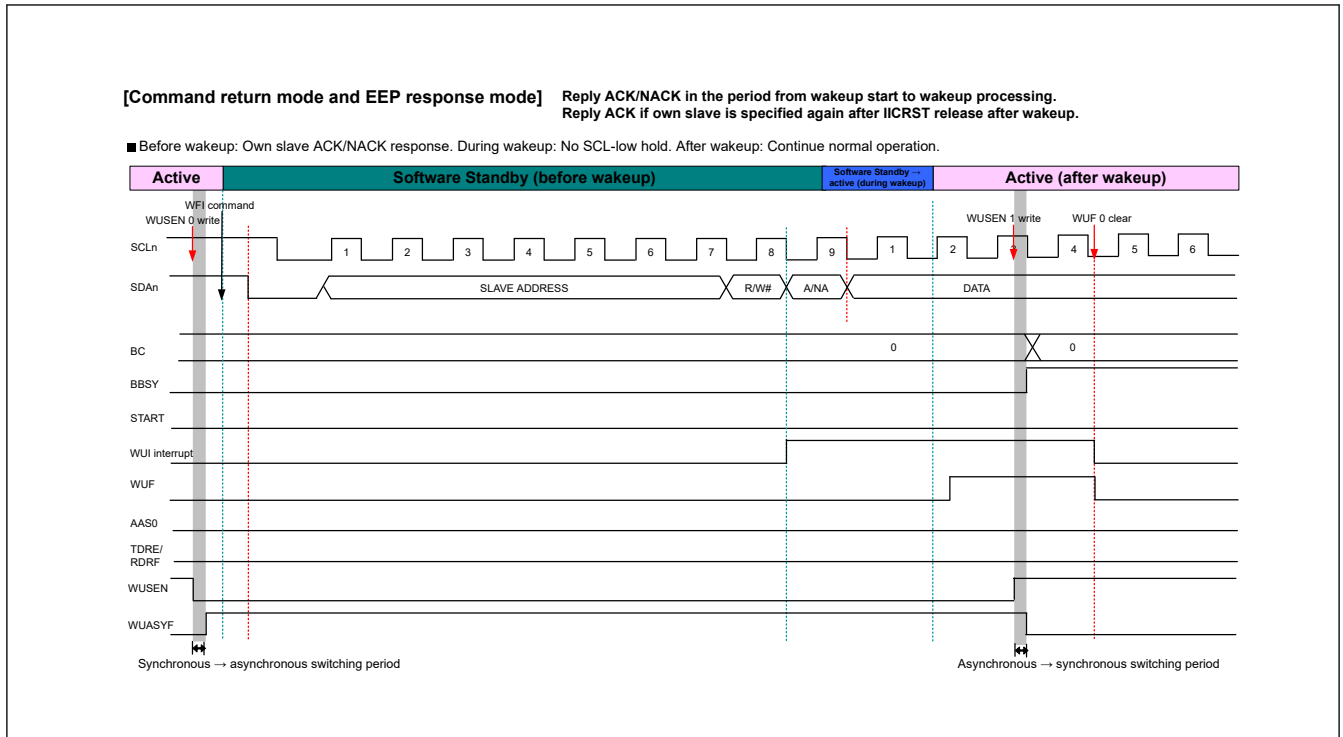 [Command return mode and EEP response mode]
Reply ACK/NACK in the period from wakeup start to wakeup processing.
Reply ACK if own slave is specified again after IICRST release after wakeup.
■ Before wakeup: Own slave ACK/NACK response. During wakeup: No SCL-low hold. After wakeup: Continue normal operation.
Active
Software Standby (before wakeup)
Software Standby →
active (during wakeup)
Active (after wakeup)
WFI command
WUSEN 0 write
WUSEN 1 write
WUF 0 clear
SCLn
1 2 3 4 5 6 7 8 9 1 2 3 4 5 6
SDAn
SLAVE ADDRESS
R/W#
A/NA
DATA
BC
0
0
BBSY
START
WUI interrupt
WUF
AAS0
TDRE/
RDRF
WUSEN
WUASYF
Synchronous → asynchronous switching period
Asynchronous → synchronous switching period